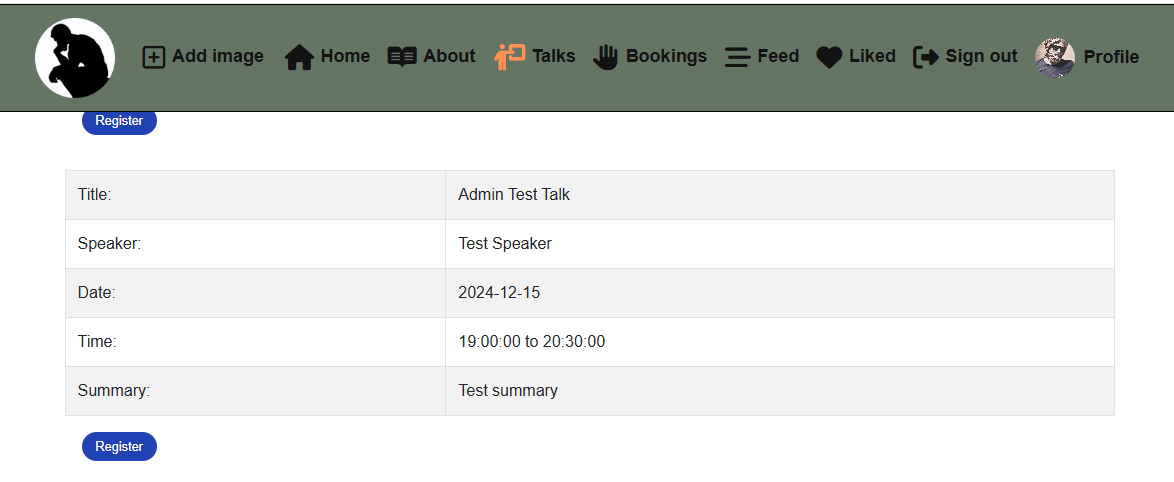 Add image Home About Talks Bookings Feed Liked Sign out Profile
Register
Title: Admin Test Talk
Speaker: Test Speaker
Date: 2024-12-15
Time: 19:00:00 to 20:30:00
Summary: Test summary
Register